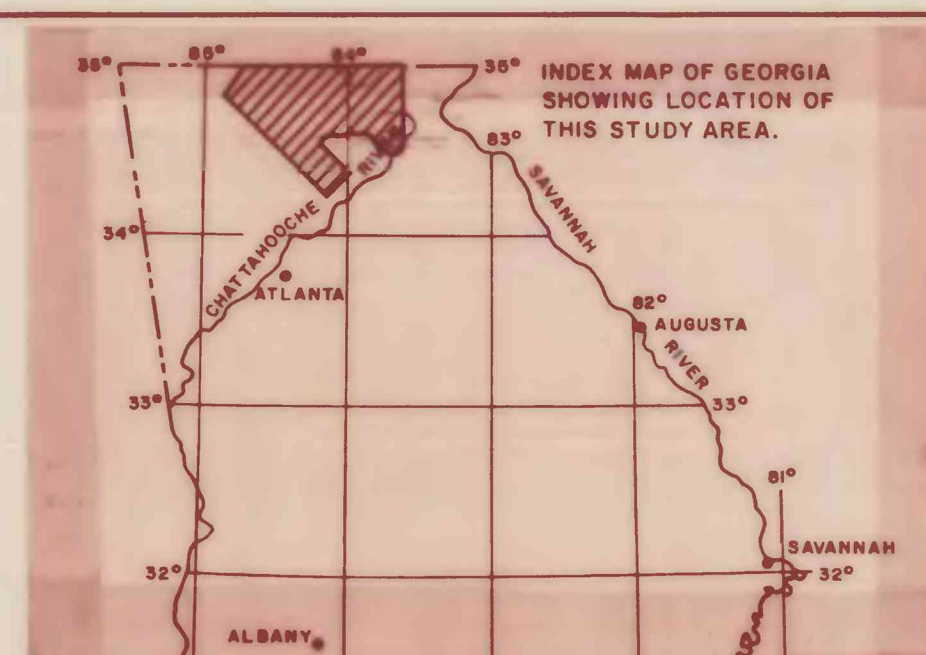 35°
85°
84°
35°
INDEX MAP OF GEORGIA
SHOWING LOCATION OF
THIS STUDY AREA.
83°
RIVER
SAVANNAH
34°
CHATTAHOOCHE
ATLANTA
82°
AUGUSTA
RIVER
33°
33°
81°
SAVANNAH
32°
32°
ALBANY